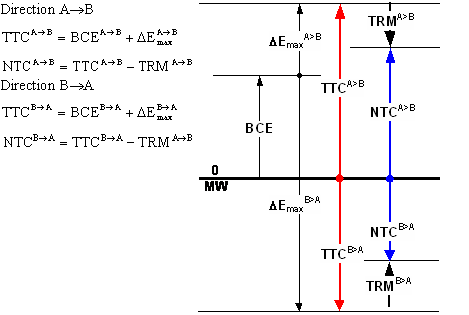 Direction A→B
TTC^A→B = BCE^A→B + ΔE_max^A→B
NTC^A→B = TTC^A→B − TRM^A→B
Direction B→A
TTC^B→A = BCE^B→A + ΔE_max^B→A
NTC^B→A = TTC^B→A − TRM^A→B
TRM^A>B
ΔE_max^A>B
TTC^A>B
NTC^A>B
BCE
0
MW
ΔE_max^B>A
NTC^B>A
TTC^B>A
TRM^B>A